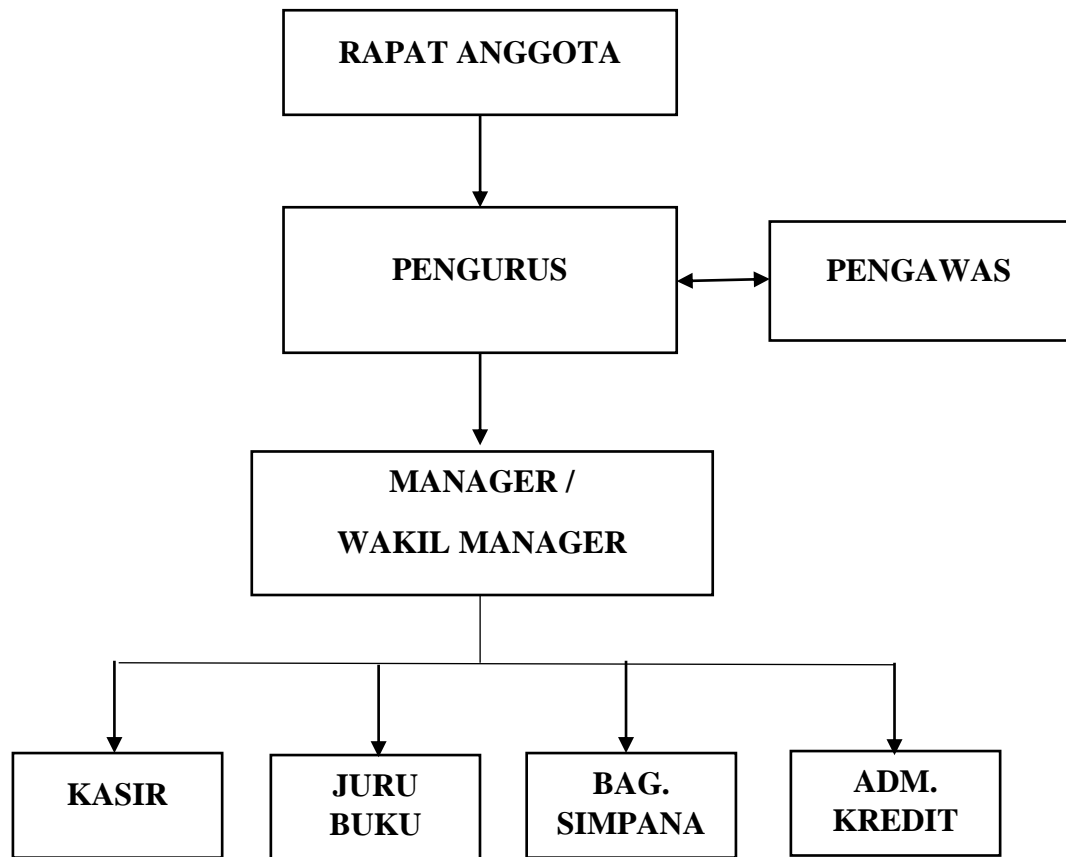 RAPAT ANGGOTA
PENGURUS
PENGAWAS
MANAGER /
WAKIL MANAGER
KASIR
JURU
BUKU
BAG.
SIMPANA
ADM.
KREDIT